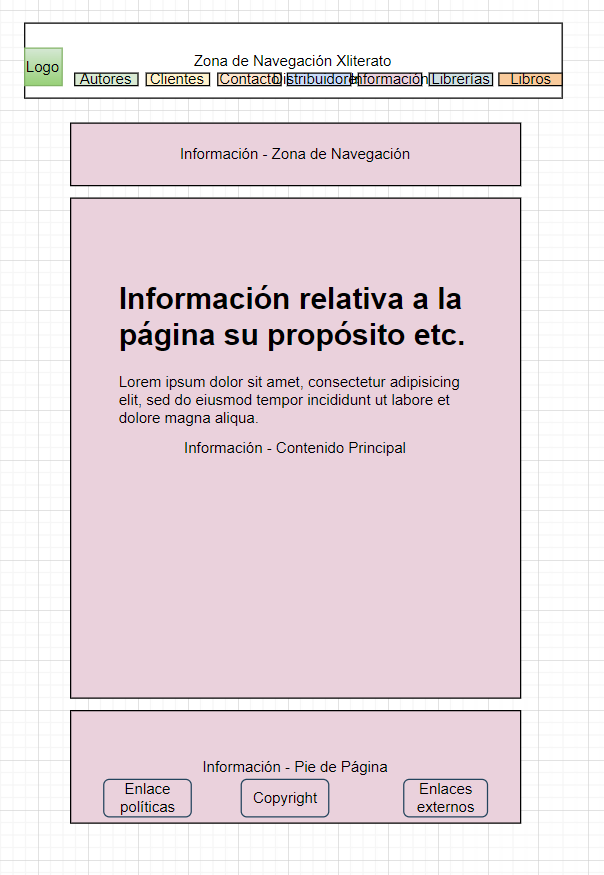 Zona de Navegación Xliterato
Logo
Autores Clientes Contacto Distribuidores Información Librerías Libros
Información - Zona de Navegación
Información relativa a la
página su propósito etc.
Lorem ipsum dolor sit amet, consectetur adipisicing
elit, sed do eiusmod tempor incididunt ut labore et
dolore magna aliqua.
Información - Contenido Principal
Información - Pie de Página
Enlace
políticas
Copyright
Enlaces
externos